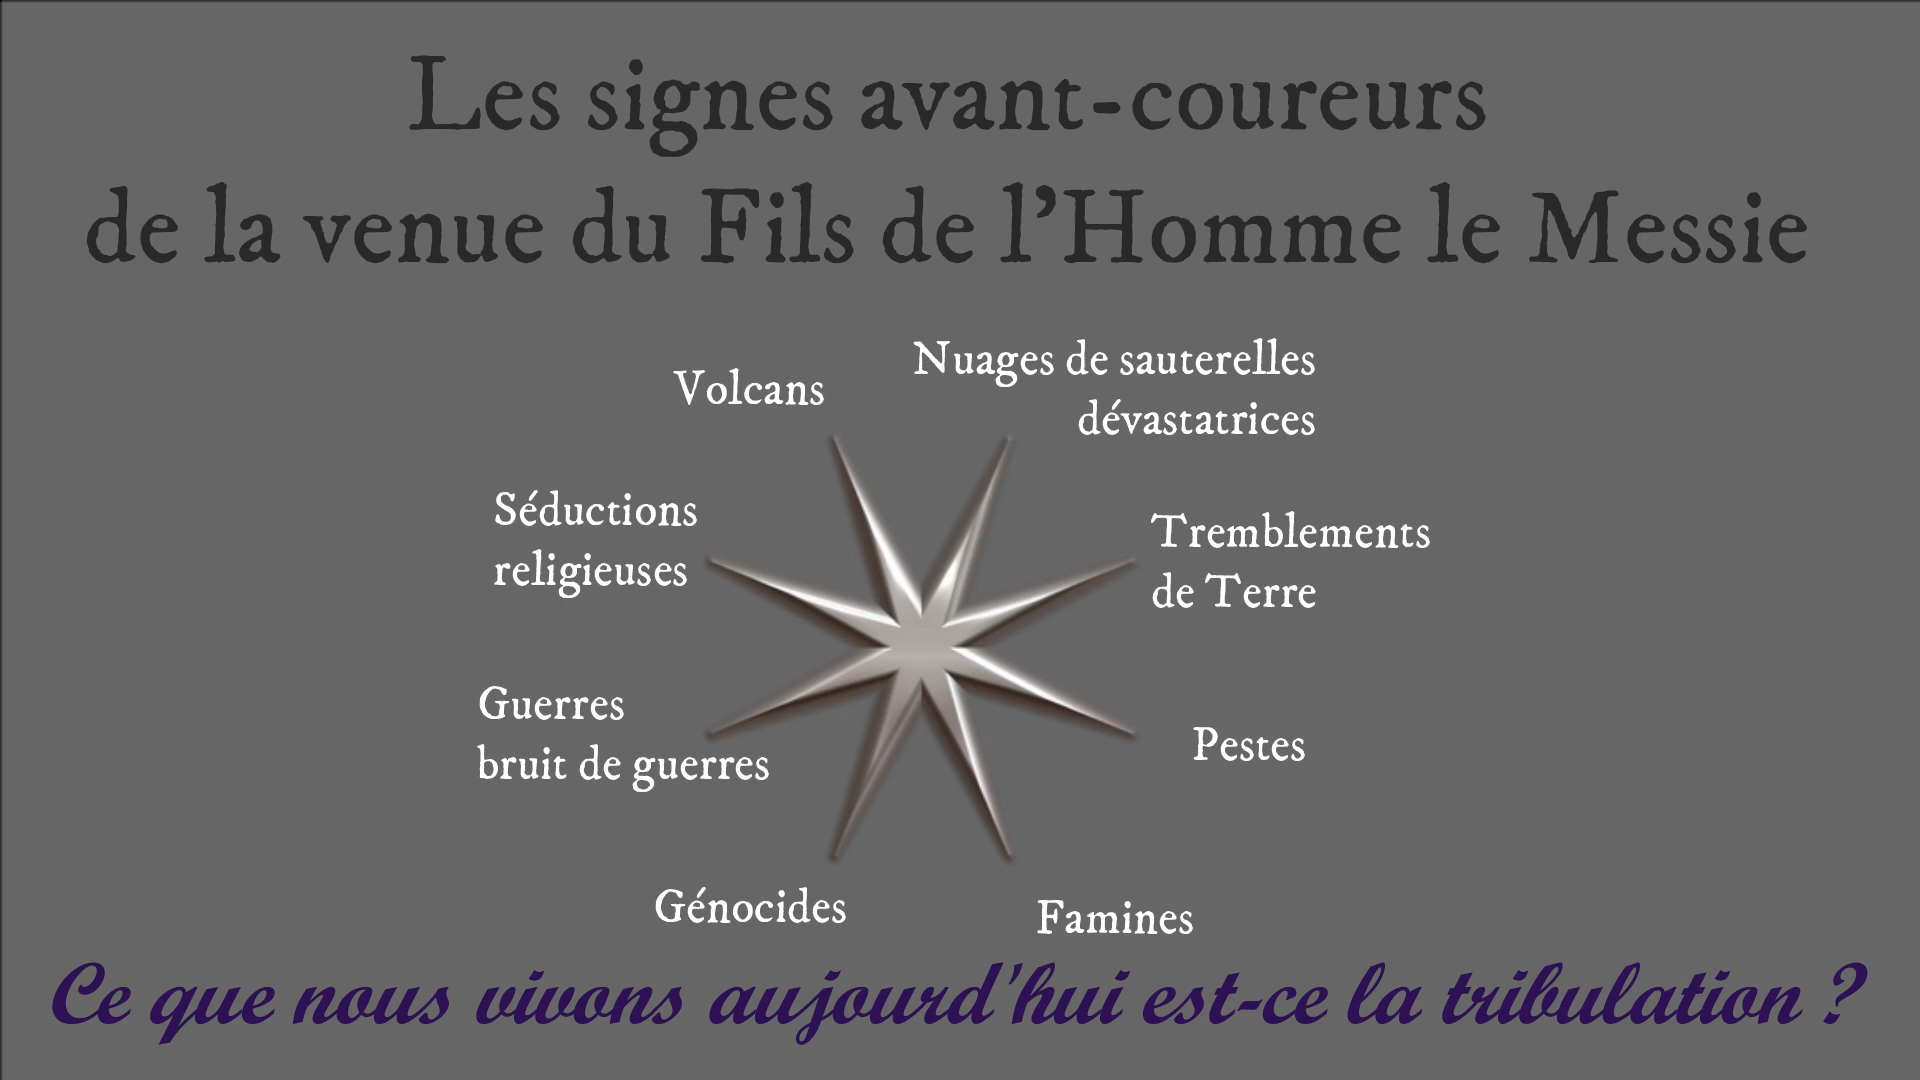 Les signes avant-coureurs
de la venue du Fils de l'Homme le Messie
Volcans
Nuages de sauterelles
dévastatrices
Séductions
religieuses
Tremblements
de Terre
Guerres
bruit de guerres
Pestes
Génocides
Famines
Ce que nous vivons aujourd'hui est-ce la tribulation ?